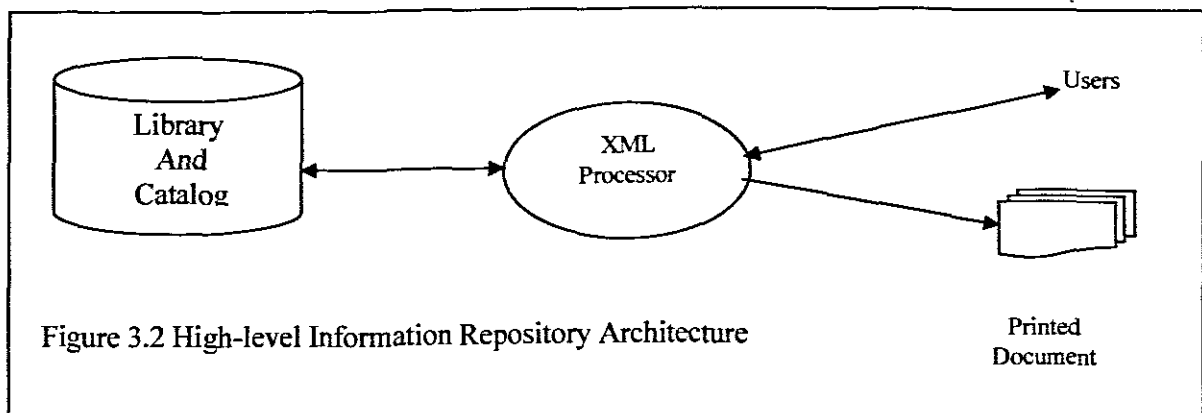 Library
And
Catalog
XML
Processor
Users
Printed
Document
Figure 3.2 High-level Information Repository Architecture